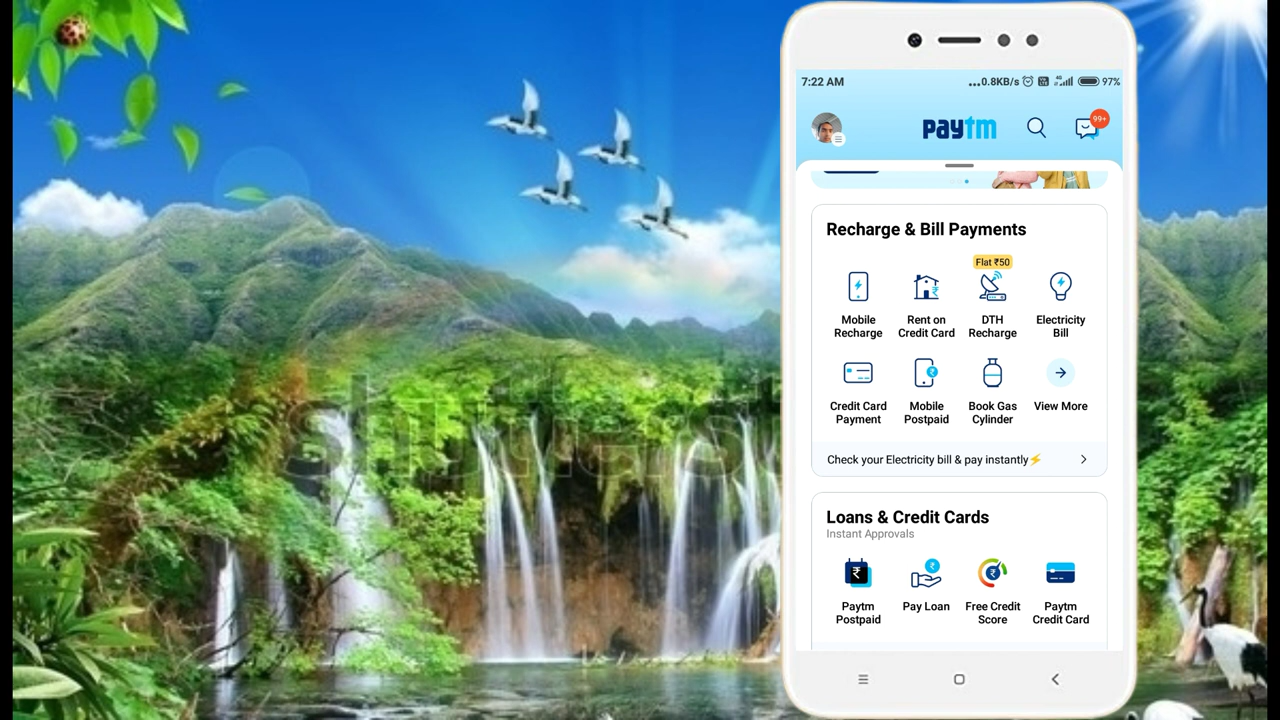 7:22 AM
...0.8KB/s
4G
97%
paytm
99+
Recharge & Bill Payments
Flat ₹50
Mobile Recharge
Rent on Credit Card
DTH Recharge
Electricity Bill
Credit Card Payment
Mobile Postpaid
Book Gas Cylinder
View More
Check your Electricity bill & pay instantly⚡
Loans & Credit Cards
Instant Approvals
Paytm Postpaid
Pay Loan
Free Credit Score
Paytm Credit Card